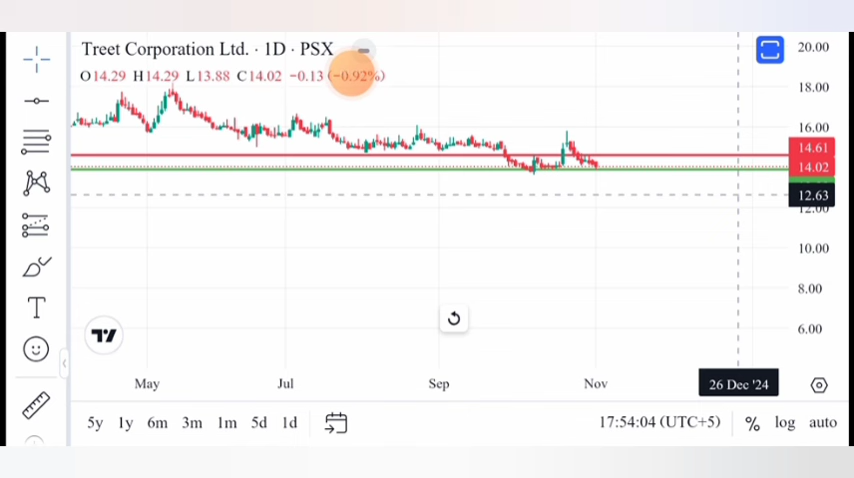 Treet Corporation Ltd. · 1D · PSX
O14.29 H14.29 L13.88 C14.02 −0.13 (−0.92%)
20.00
18.00
16.00
14.61
14.02
12.63
12.00
10.00
8.00
6.00
May Jul Sep Nov 26 Dec '24
5y 1y 6m 3m 1m 5d 1d 17:54:04 (UTC+5) % log auto